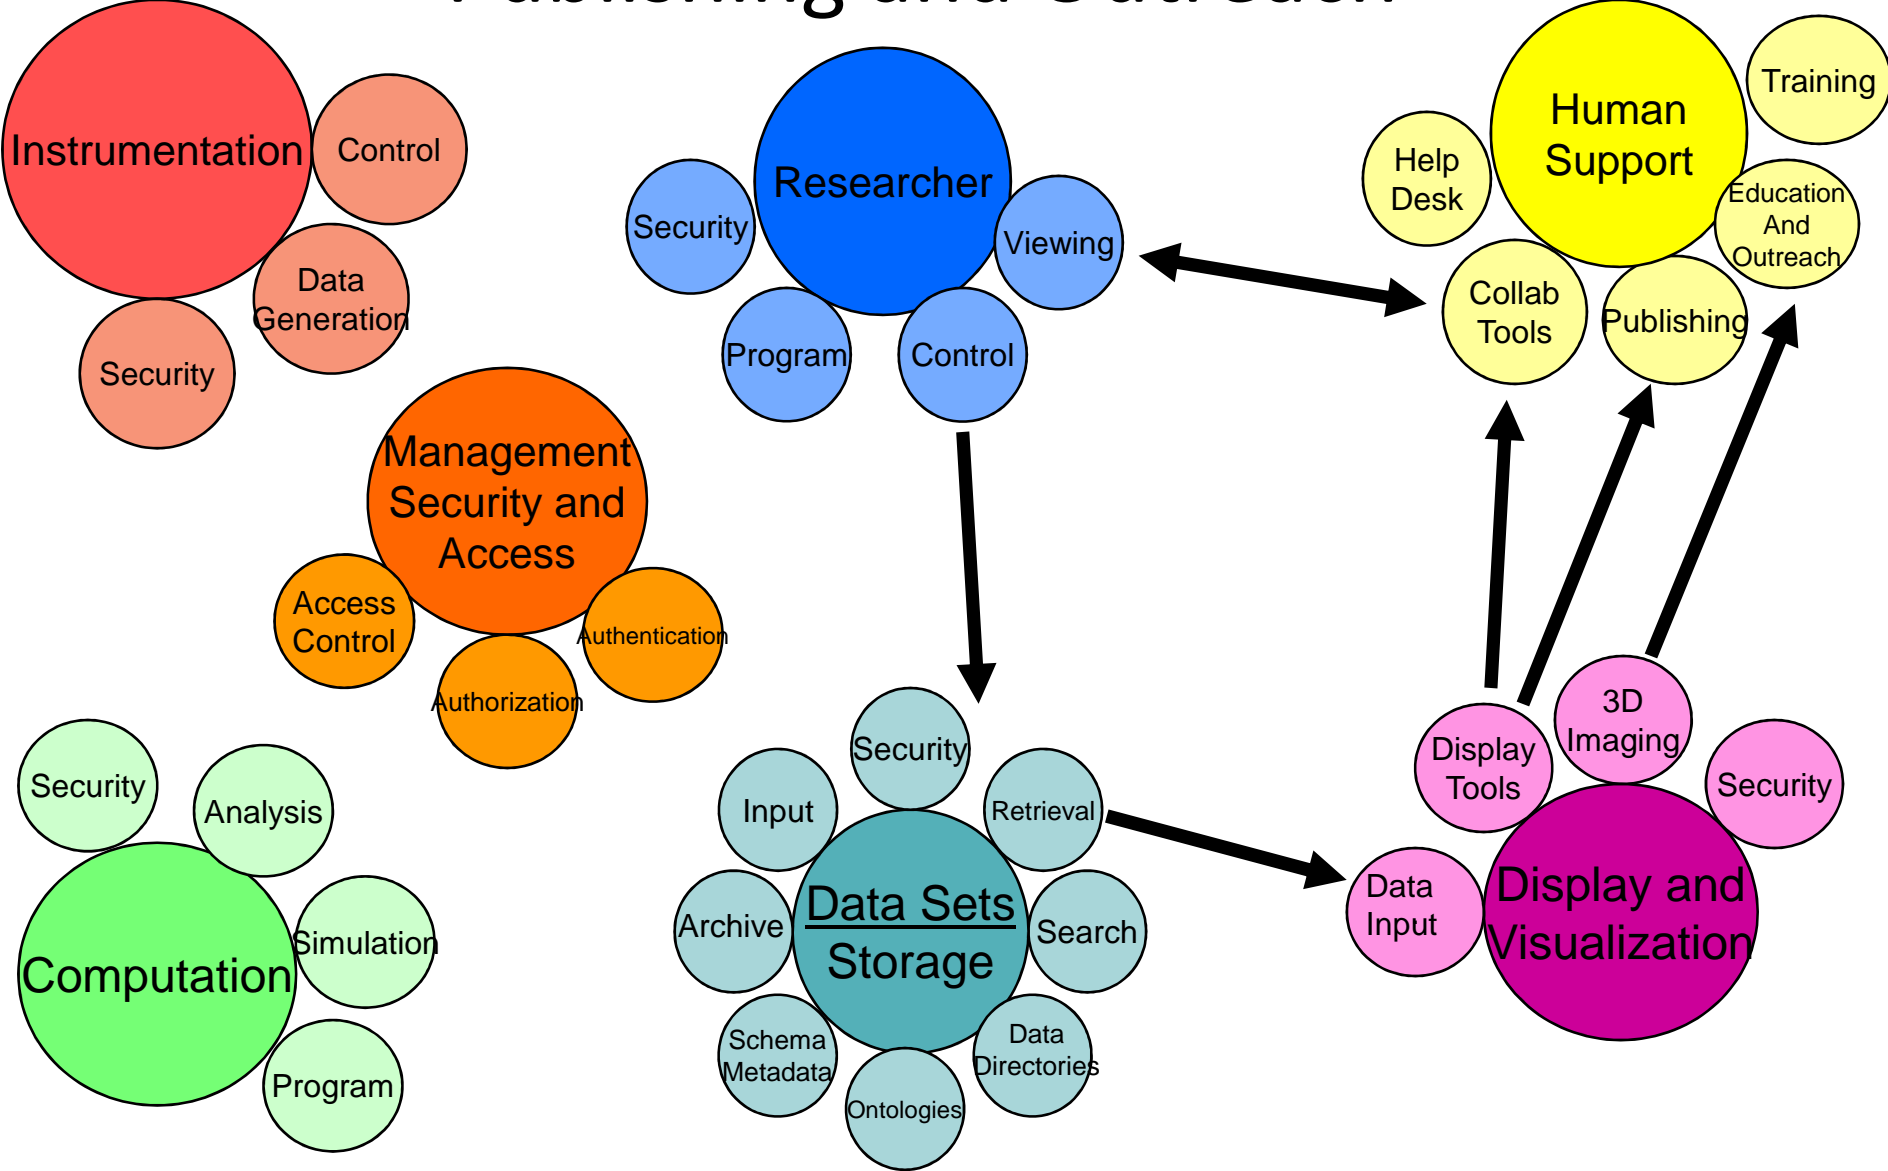 Publishing and Outreach
Instrumentation
Control
Data
Generation
Security
Researcher
Security
Viewing
Program
Control
Human
Support
Training
Help
Desk
Education
And
Outreach
Collab
Tools
Publishing
Management
Security and
Access
Access
Control
Authorization
Authentication
Security
Analysis
Simulation
Computation
Program
Security
Input
Retrieval
Archive
Data Sets
Storage
Search
Schema
Metadata
Data
Directories
Ontologies
3D
Imaging
Display
Tools
Security
Data
Input
Display and
Visualization